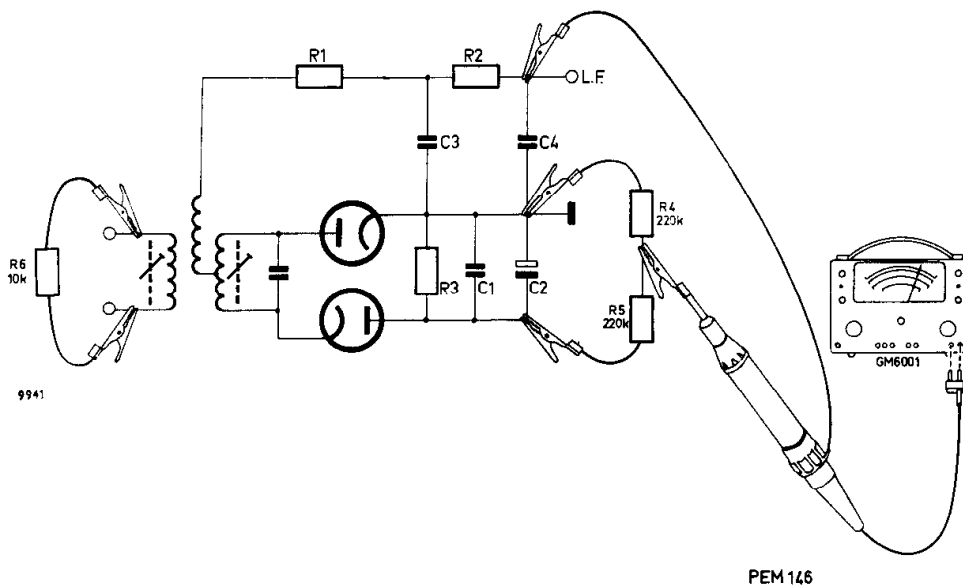 R1
R2
L.F.
C3
C4
R4
220k
R6
10k
R3
C1
C2
R5
220k
GM6001
9941
PEM 146